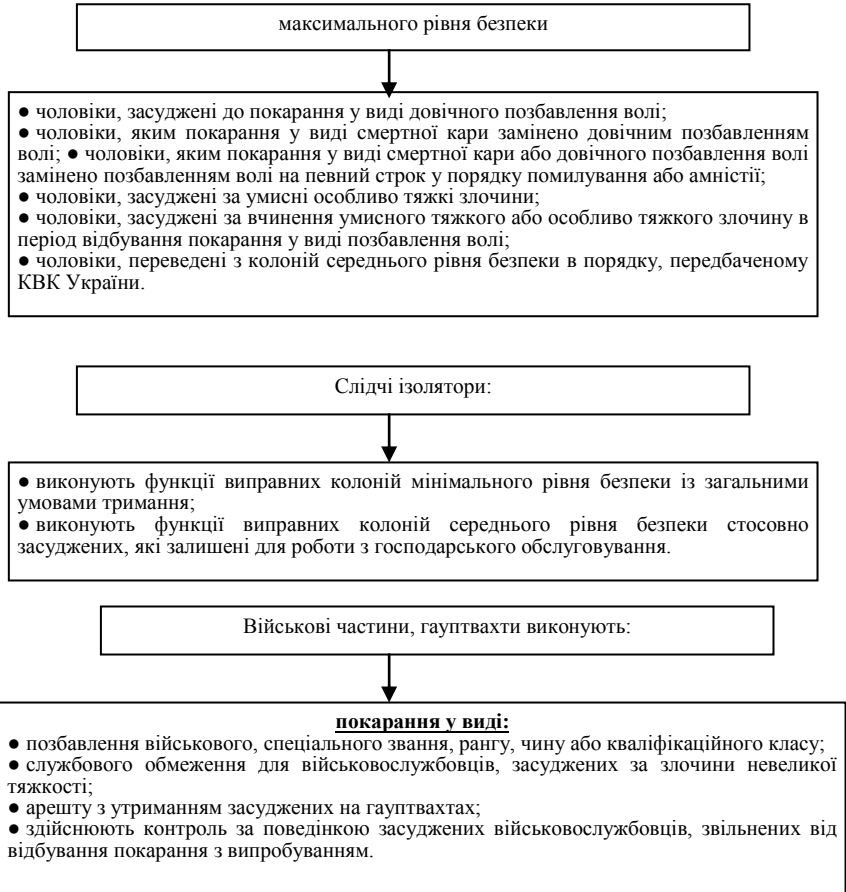 максимального рівня безпеки
● чоловіки, засуджені до покарання у виді довічного позбавлення волі;
● чоловіки, яким покарання у виді смертної кари замінено довічним позбавленням
волі; ● чоловіки, яким покарання у виді смертної кари або довічного позбавлення волі
замінено позбавленням волі на певний строк у порядку помилування або амністії;
● чоловіки, засуджені за умисні особливо тяжкі злочини;
● чоловіки, засуджені за вчинення умисного тяжкого або особливо тяжкого злочину в
період відбування покарання у виді позбавлення волі;
● чоловіки, переведені з колоній середнього рівня безпеки в порядку, передбаченому
КВК України.
Слідчі ізолятори:
● виконують функції виправних колоній мінімального рівня безпеки із загальними
умовами тримання;
● виконують функції виправних колоній середнього рівня безпеки стосовно
засуджених, які залишені для роботи з господарського обслуговування.
Військові частини, гауптвахти виконують:
покарання у виді:
● позбавлення військового, спеціального звання, рангу, чину або кваліфікаційного класу;
● службового обмеження для військовослужбовців, засуджених за злочини невеликої
тяжкості;
● арешту з утриманням засуджених на гауптвахтах;
● здійснюють контроль за поведінкою засуджених військовослужбовців, звільнених від
відбування покарання з випробуванням.